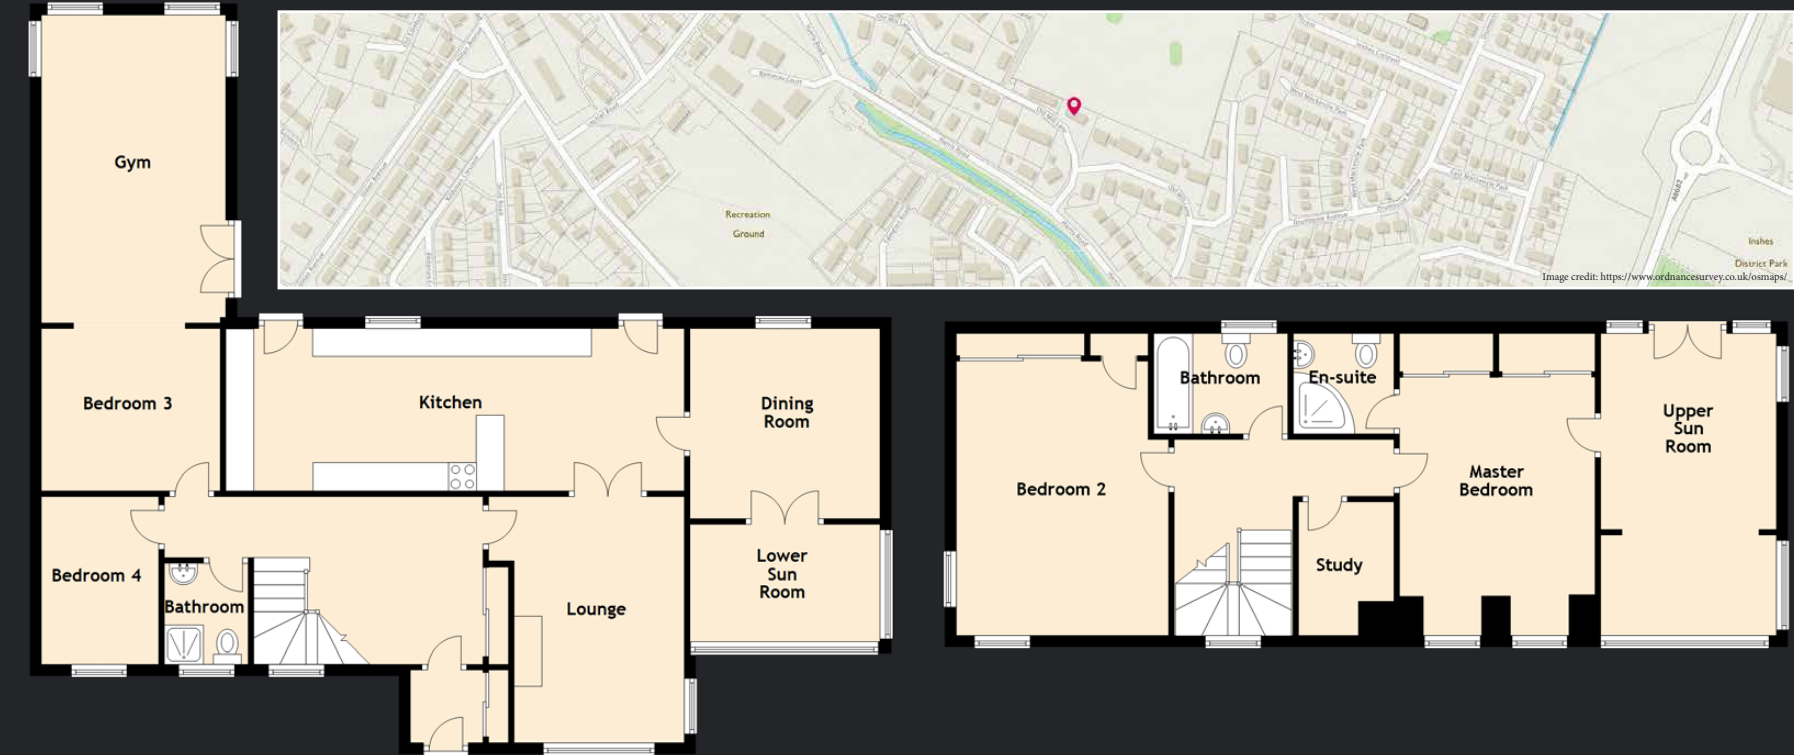 Gym
Bedroom 3
Kitchen
Dining
Room
Bedroom 4
Bathroom
Lounge
Lower
Sun
Room
Recreation
Ground
Inshes
District Park
Image credit: https://www.ordnancesurvey.co.uk/osmaps/
Bathroom
En-suite
Upper
Sun
Room
Bedroom 2
Master
Bedroom
Study